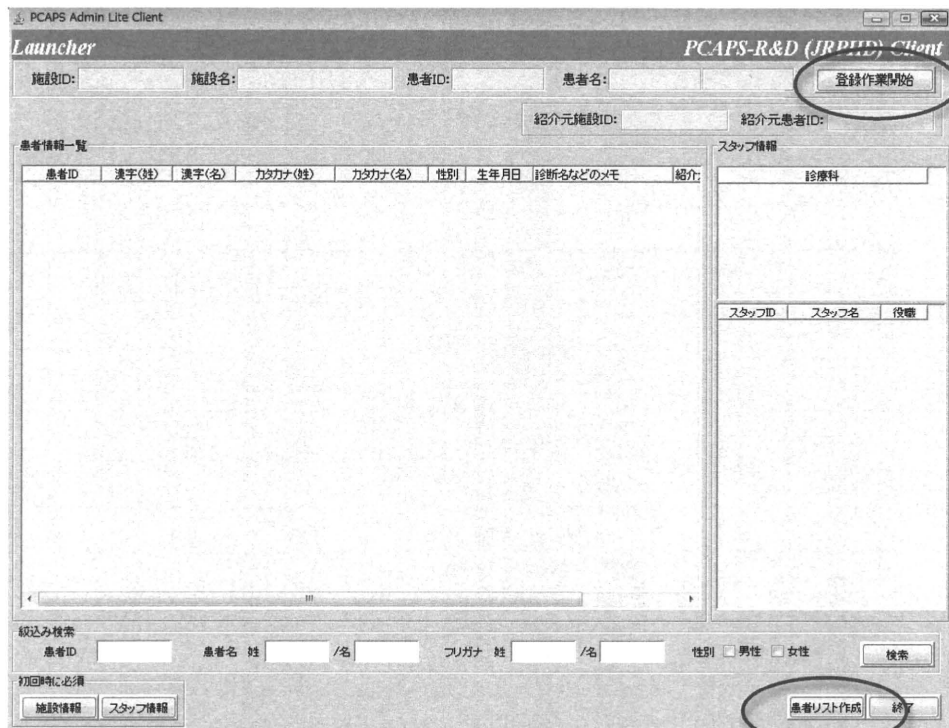 PCAPS Admin Lite Client
Launcher PCAPS-R&D (JRPHD) Client
施設ID: 施設名: 患者ID: 患者名: 登録作業開始
紹介元施設ID: 紹介元患者ID:
患者情報一覧 スタッフ情報
患者ID 漢字(姓) 漢字(名) カタカナ(姓) カタカナ(名) 性別 生年月日 診断名などのメモ 紹介 診療科
スタッフID スタッフ名 役職
絞込み検索
患者ID 患者名 姓 /名 フリガナ 姓 /名 性別 男性 女性 検索
初回時に必須
施設情報 スタッフ情報 患者リスト作成 終了